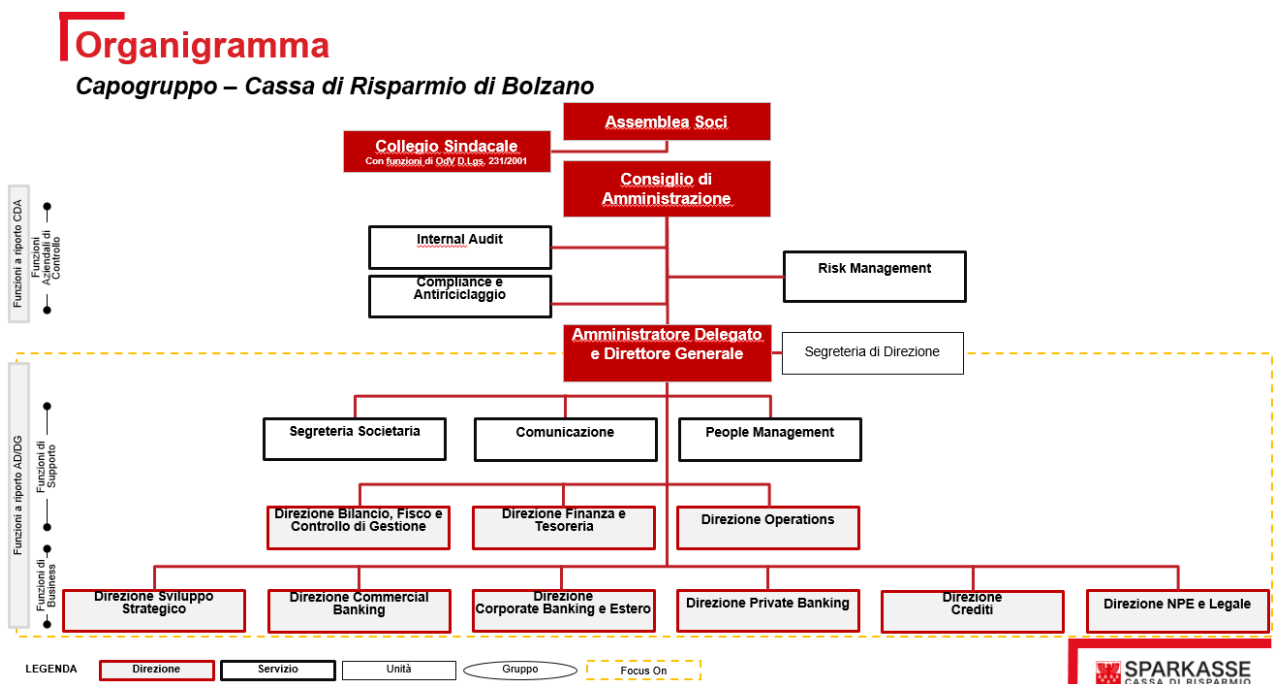 Organigramma
Capogruppo – Cassa di Risparmio di Bolzano
Assemblea Soci
Collegio Sindacale
Con funzioni di OdV D.Lgs. 231/2001
Consiglio di
Amministrazione
Funzioni a riporto CDA
Funzioni
Aziendali di
Controllo
Internal Audit
Compliance e
Antiriciclaggio
Risk Management
Amministratore Delegato
e Direttore Generale
Segreteria di Direzione
Funzioni a riporto AD/DG
Funzioni di
Supporto
Segreteria Societaria
Comunicazione
People Management
Direzione Bilancio, Fisco e
Controllo di Gestione
Direzione Finanza e
Tesoreria
Direzione Operations
Funzioni di
Business
Direzione Sviluppo
Strategico
Direzione Commercial
Banking
Direzione
Corporate Banking e Estero
Direzione Private Banking
Direzione
Crediti
Direzione NPE e Legale
LEGENDA
Direzione
Servizio
Unità
Gruppo
Focus On
SPARKASSE
CASSA DI RISPARMIO